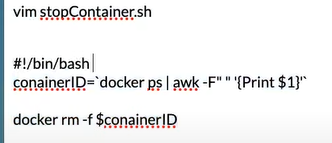 vim stopContainer.sh
#!/bin/bash
conainerID=`docker ps | awk -F" " '{Print $1}'`
docker rm -f $conainerID